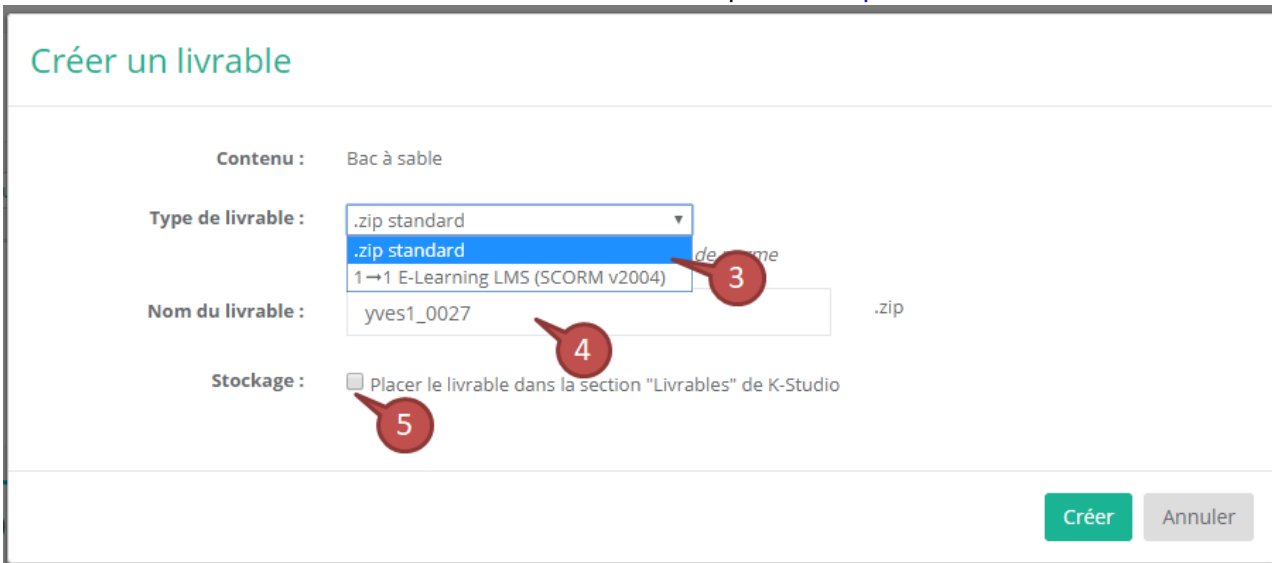 Créer un livrable
Contenu : Bac à sable
Type de livrable : .zip standard
.zip standard
de
3
1→1 E-Learning LMS (SCORM v2004)
Nom du livrable : yves1_0027 .zip
4
Stockage : Placer le livrable dans la section "Livrables" de K-Studio
5
Créer Annuler